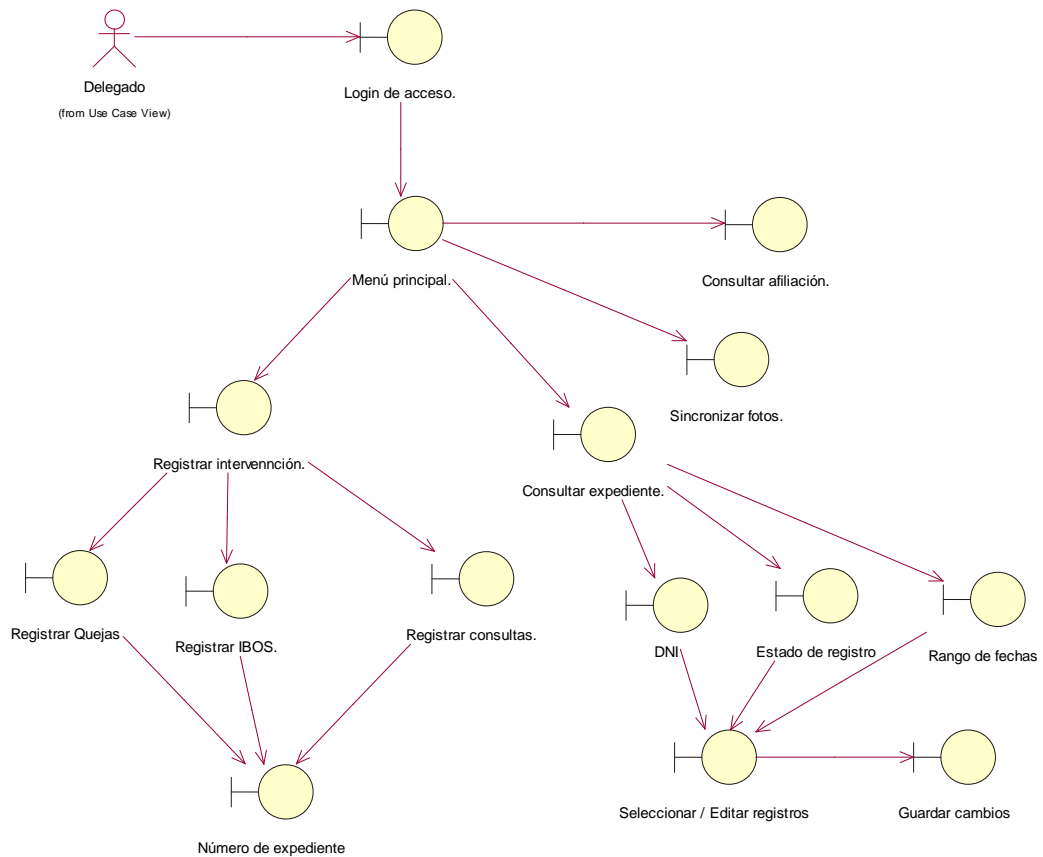 Delegado
(from Use Case View)
Login de acceso.
Menú principal.
Consultar afiliación.
Sincronizar fotos.
Registrar intervennción.
Consultar expediente.
Registrar Quejas
Registrar IBOS.
Registrar consultas.
DNI
Estado de registro
Rango de fechas
Seleccionar / Editar registros
Guardar cambios
Número de expediente